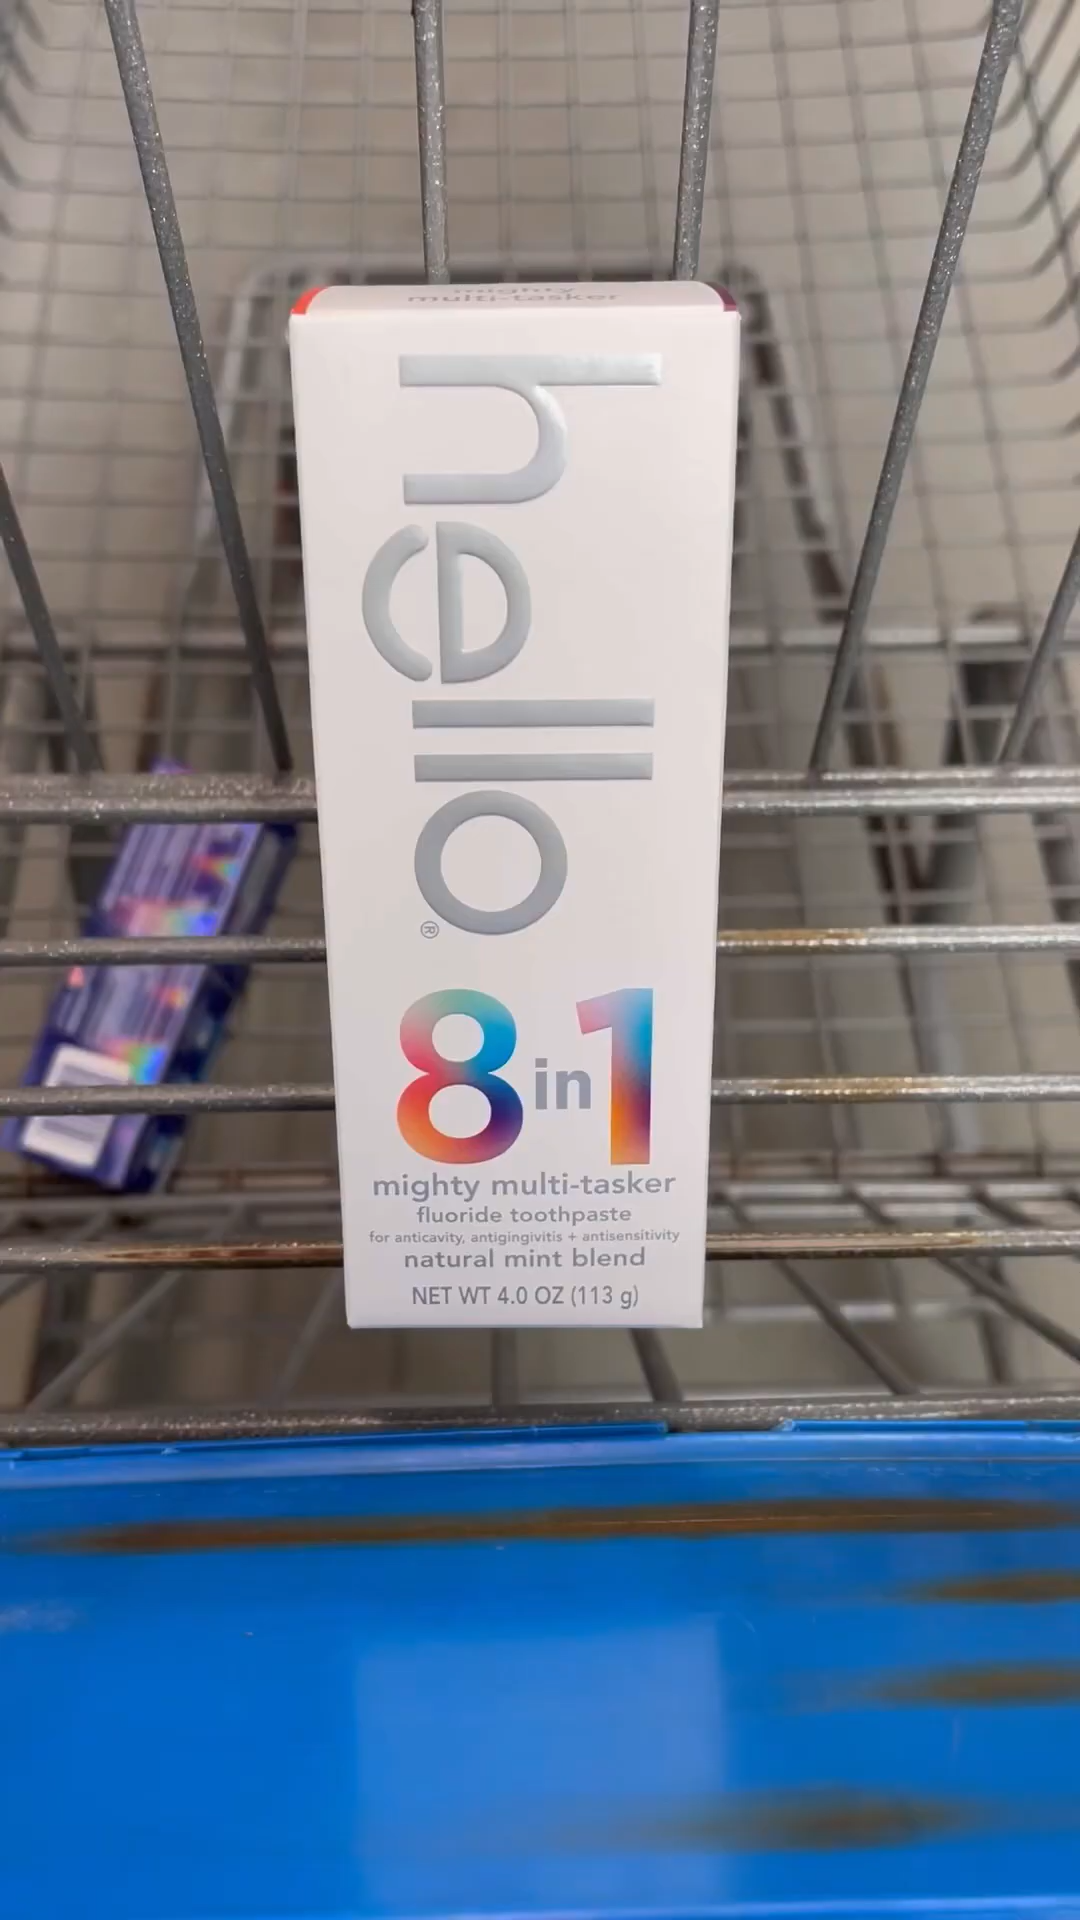 mighty
multi-tasker
hello®
8in1
mighty multi-tasker
fluoride toothpaste
for anticavity, antigingivitis + antisensitivity
natural mint blend
NET WT 4.0 OZ (113 g)